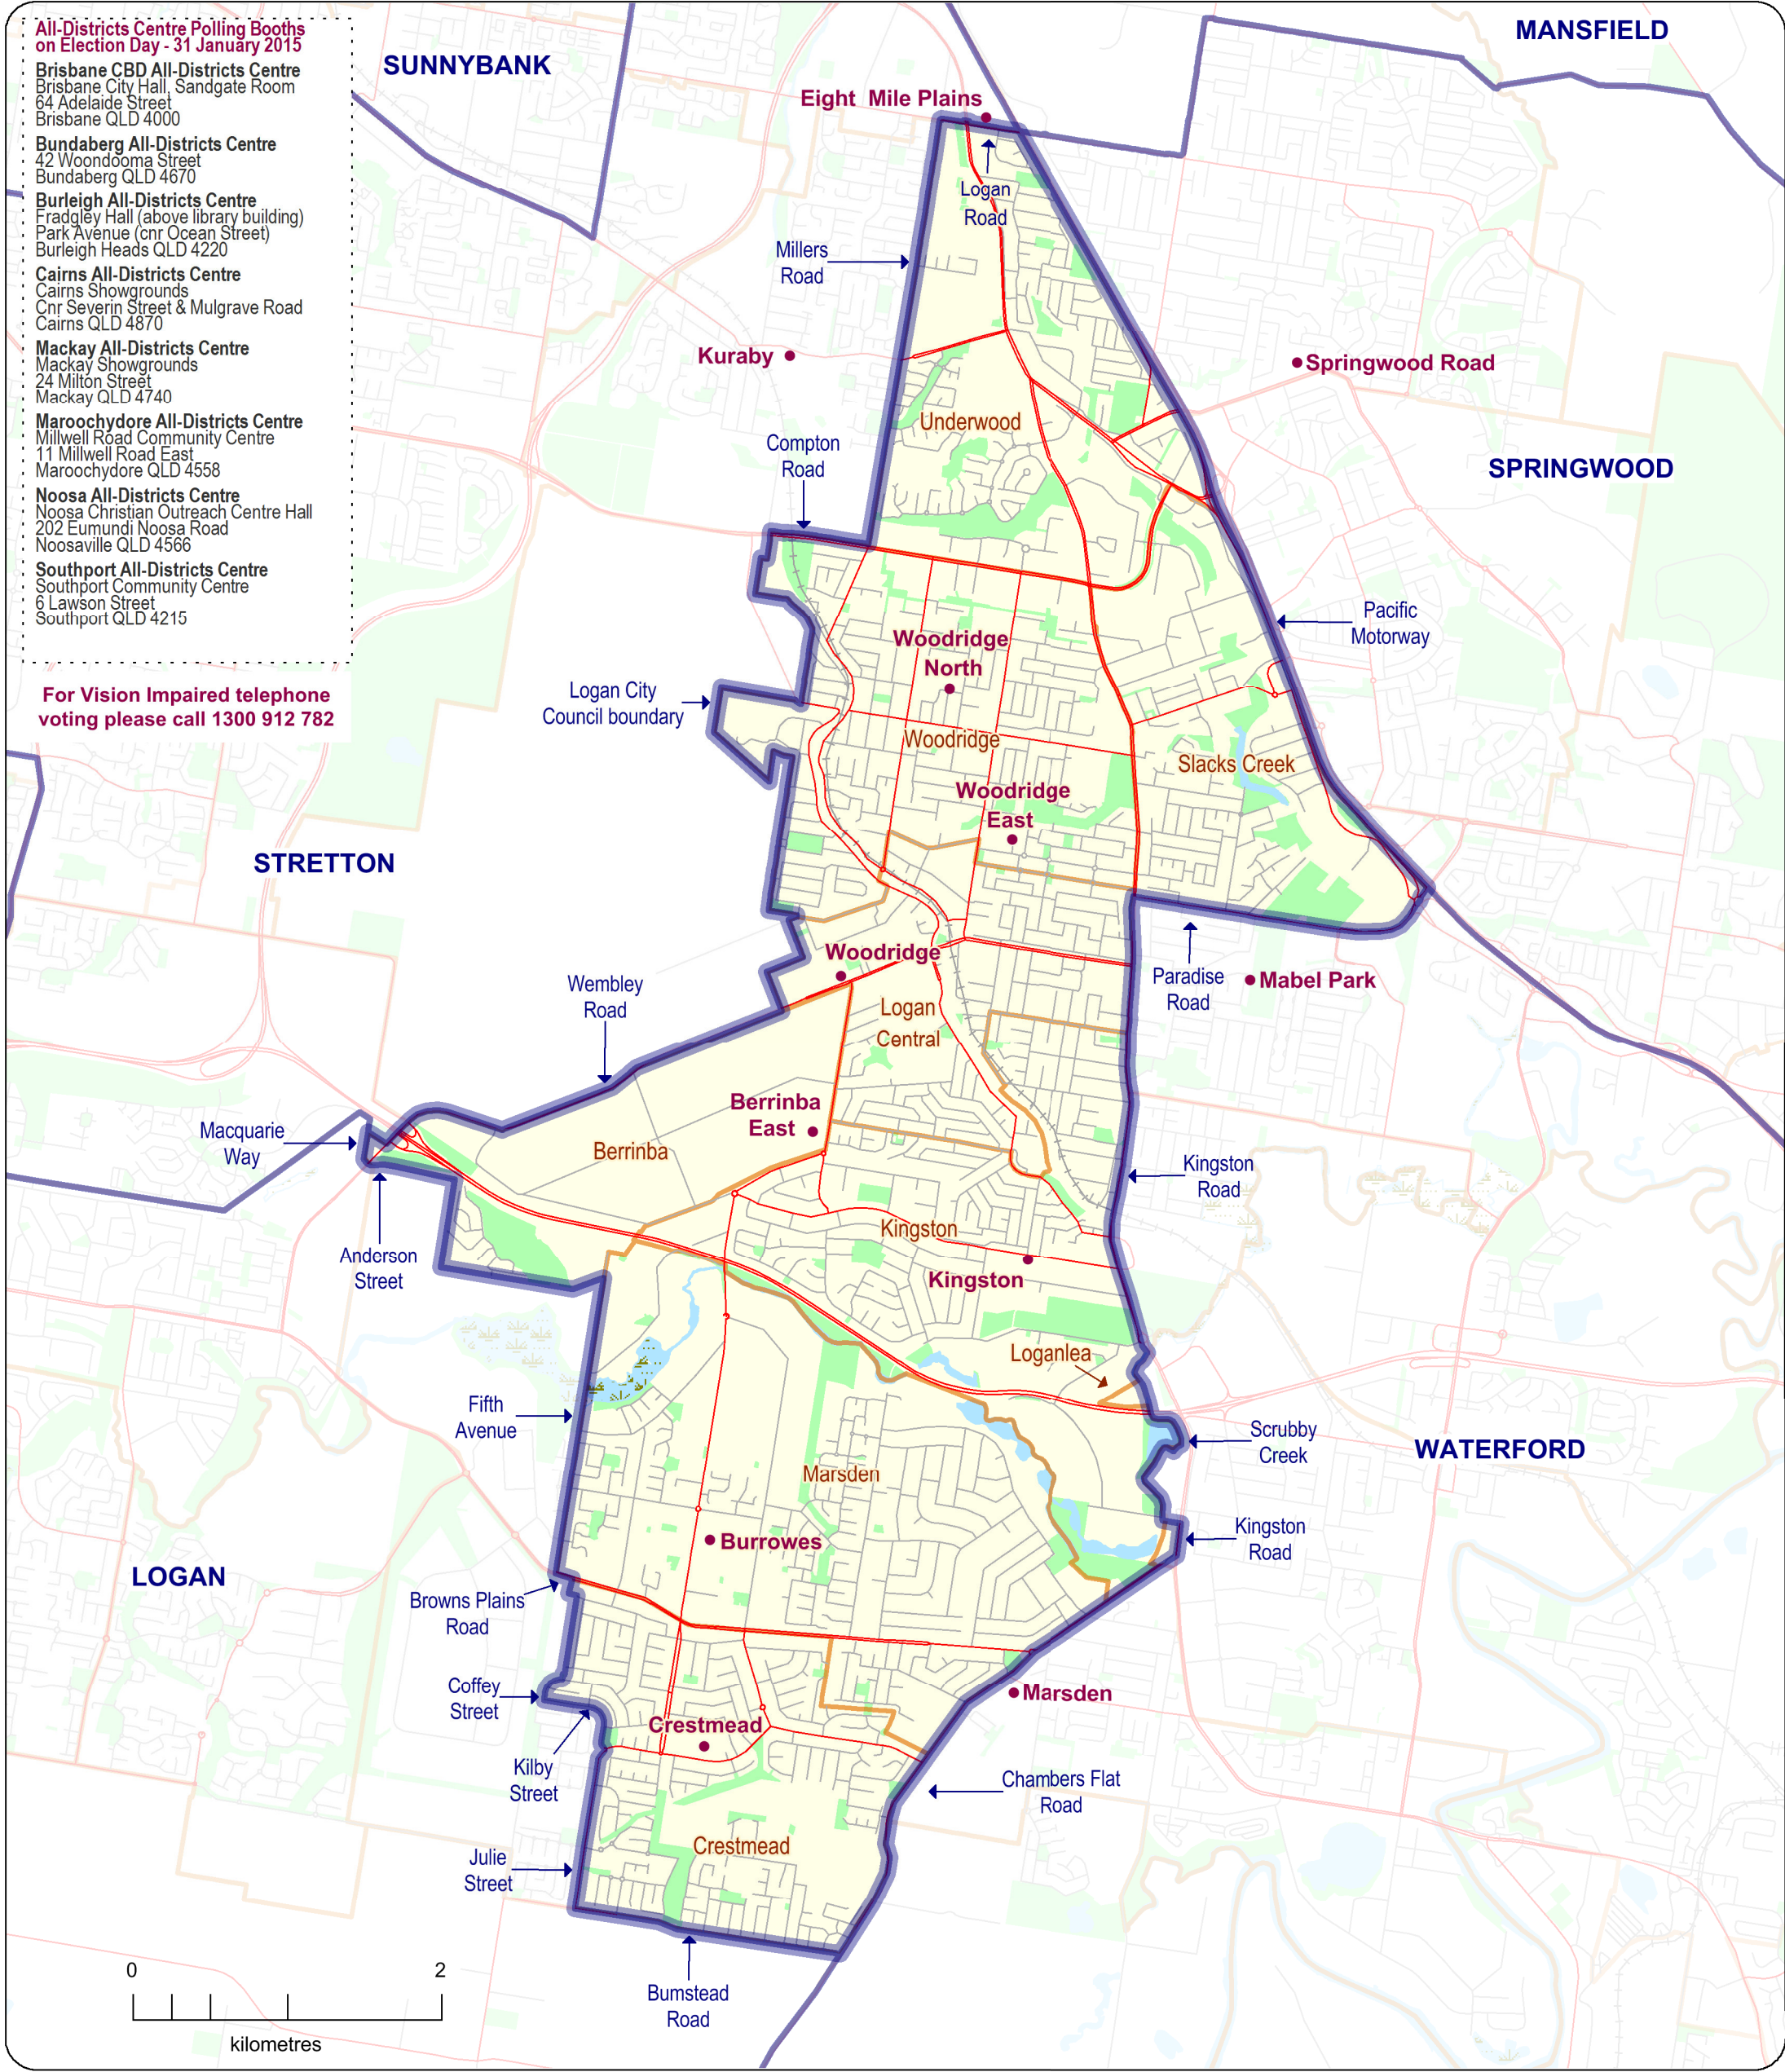 All-Districts Centre Polling Booths
on Election Day - 31 January 2015
Brisbane CBD All-Districts Centre
Brisbane City Hall, Sandgate Room
64 Adelaide Street
Brisbane QLD 4000
Bundaberg All-Districts Centre
42 Woondooma Street
Bundaberg QLD 4670
Burleigh All-Districts Centre
Fradgley Hall (above library building)
Park Avenue (cnr Ocean Street)
Burleigh Heads QLD 4220
Cairns All-Districts Centre
Cairns Showgrounds
Cnr Severin Street & Mulgrave Road
Cairns QLD 4870
Mackay All-Districts Centre
Mackay Showgrounds
24 Milton Street
Mackay QLD 4740
Maroochydore All-Districts Centre
Millwell Road Community Centre
11 Millwell Road East
Maroochydore QLD 4558
Noosa All-Districts Centre
Noosa Christian Outreach Centre Hall
202 Eumundi Noosa Road
Noosaville QLD 4566
Southport All-Districts Centre
Southport Community Centre
6 Lawson Street
Southport QLD 4215
For Vision Impaired telephone
voting please call 1300 912 782
MANSFIELD
SUNNYBANK
Eight Mile Plains
Logan
Road
Millers
Road
Kuraby
Springwood Road
Underwood
Compton
Road
SPRINGWOOD
Pacific
Motorway
Woodridge
North
Logan City
Council boundary
Woodridge
Slacks Creek
Woodridge
East
STRETTON
Woodridge
Paradise
Road
Mabel Park
Wembley
Road
Logan
Central
Berrinba
East
Macquarie
Way
Berrinba
Kingston
Road
Anderson
Street
Kingston
Kingston
Loganlea
Fifth
Avenue
Scrubby
Creek
WATERFORD
Marsden
Kingston
Road
Burrowes
LOGAN
Browns Plains
Road
Coffey
Street
Marsden
Crestmead
Kilby
Street
Chambers Flat
Road
Crestmead
Julie
Street
Bumstead
Road
0
2
kilometres